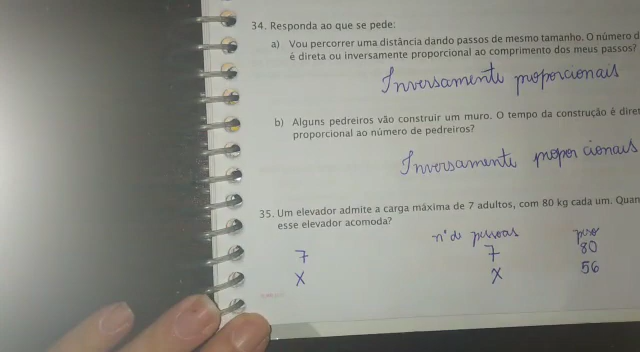 34. Responda ao que se pede:
a) Vou percorrer uma distância dando passos de mesmo tamanho. O número d
é direta ou inversamente proporcional ao comprimento dos meus passos?
Inversamente proporcionais
b) Alguns pedreiros vão construir um muro. O tempo da construção é diret
proporcional ao número de pedreiros?
Inversamente proporcionais
35. Um elevador admite a carga máxima de 7 adultos, com 80 kg cada um. Quan
esse elevador acomoda?
nº de pessoas peso
7 7 80
X X 56